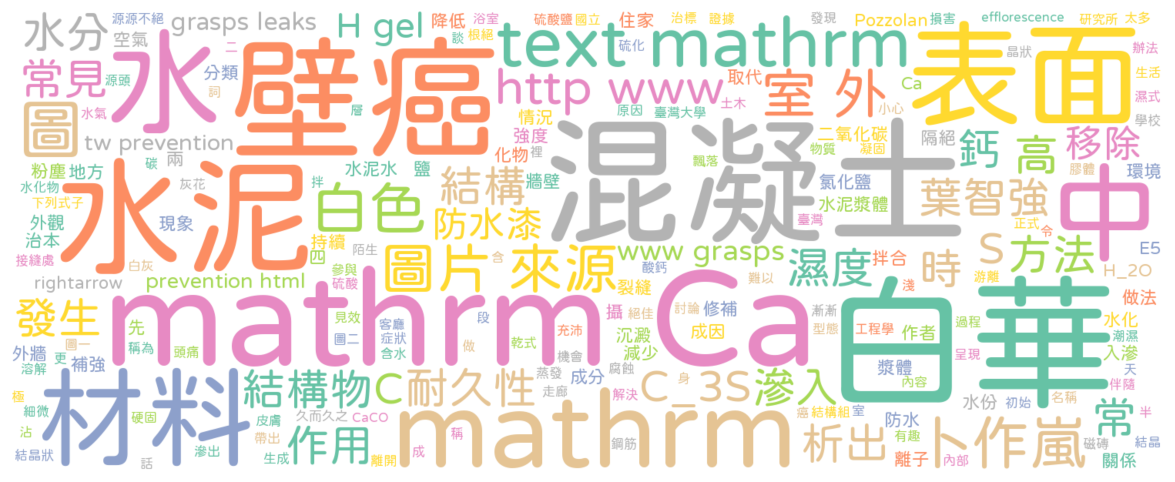 水分 源源不絕 grasps leaks H gel 降低 浴室 硫酸鹽 國立 住家 治標 證據 發現 Pozzolan 損害 efflorescence 研究所 太多
空氣 二 談 根絕 text mathrm 硫化 晶狀 辦法
常見 源頭 水 分類 壁癌 http www 取代 室外 Ca 表面 生活
圖 水氣 詞 層 情況 原因 臺灣大學 土木 小心 濕式
tw prevention 強度 混凝土 二氧化碳 隔絕 鈣 高 移除 學校
粉塵 地方 碳 兩 水泥水 鹽 化物 裡 飄落 物質 凝固 膠體 環境
水化物 灰花 拌 結構 牆壁 氯化鹽 葉智強 中
下列式子 水泥 白色 水泥漿體 臺灣 正式 令
外觀 現象 防水漆
治本 持續 陌生 圖片來源 含 www grasps 濕度 拌合 時 S 方法 E5
接縫處 白灰 四 參與 酸鈣 難以 淺 游離 H_2O
rightarrow prevention html 硫酸 裂縫
發生 先 mathrm Ca 見效 段 攝 絕佳 討論 修補 漸漸 白華 過程 做法
圖一 稱為 客廳 充沛 沉澱 成因 型態 工程學 作者 水化
外牆 更 頭痛 症狀 圖二 做 乾式 減少 呈現 潮濕 入滲
溶解 補強 含水 機會 腐蝕 漿體 內容 天
極 材料 結構物 C 耐久性 蒸發 成分 C_3S 身 滲入 伴隨
細微 硬固 皮膚 久而久之 CaCO 走廊 解決 癌 結構組 室 水份 初始 名稱 常 半
沾 帶出 作用 mathrm 稱 鋼筋 析出 防水 有趣 卜作嵐 磁磚 結晶
結晶狀 話 滲出 生成 離開 成 離子 內部 關係